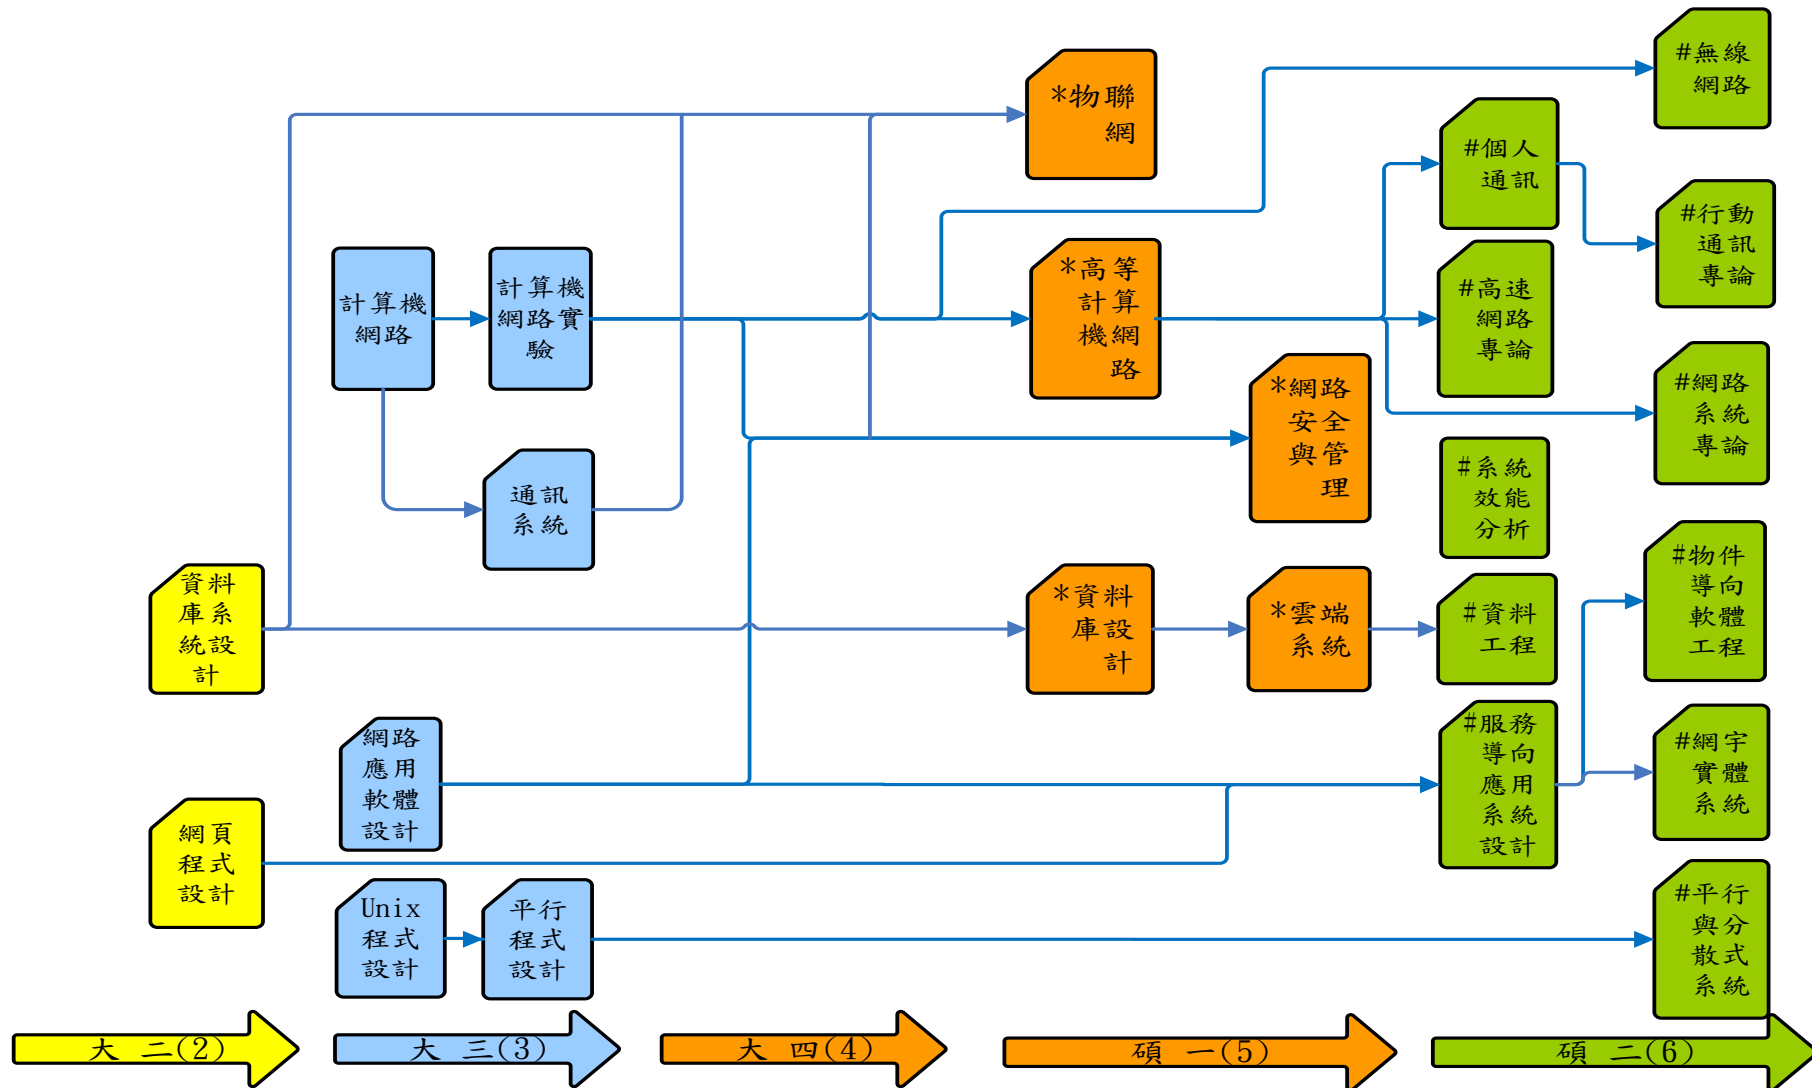 #無線
網路
*物聯
網
#個人
通訊
#行動
通訊
專論
計算機
網路
計算機
網路實
驗
*高等
計算
機網
路
#高速
網路
專論
*網路
安全
與管
理
#網路
系統
專論
通訊
系統
#系統
效能
分析
資料
庫系
統設
計
*資料
庫設
計
*雲端
系統
#資料
工程
#物件
導向
軟體
工程
網路
應用
軟體
設計
#服務
導向
應用
系統
設計
#網宇
實體
系統
網頁
程式
設計
Unix
程式
設計
平行
程式
設計
#平行
與分
散式
系統
大 二(2)
大 三(3)
大 四(4)
碩 一(5)
碩 二(6)